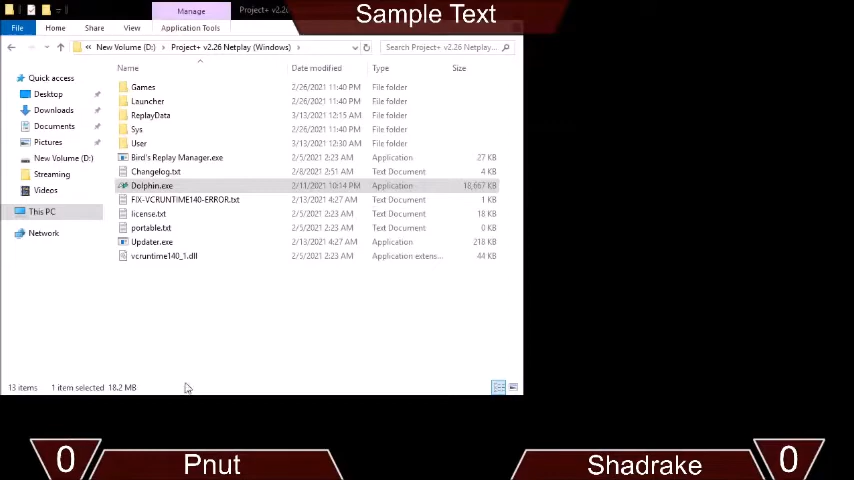 Sample Text
Manage Project+ v2.2
File Home Share View Application Tools
New Volume (D:) Project+ v2.26 Netplay (Windows) Search Project+ v2.26 Netplay...
Name Date modified Type Size
Quick access
Desktop
Downloads
Documents
Pictures
New Volume (D:)
Streaming
Videos
This PC
Network
Games 2/26/2021 11:40 PM File folder
Launcher 2/26/2021 11:40 PM File folder
ReplayData 3/13/2021 12:15 AM File folder
Sys 2/26/2021 11:40 PM File folder
User 3/13/2021 12:30 AM File folder
Bird's Replay Manager.exe 2/5/2021 2:23 AM Application 27 KB
Changelog.txt 2/8/2021 2:51 AM Text Document 4 KB
Dolphin.exe 2/11/2021 10:14 PM Application 18,667 KB
FIX-VCRUNTIME140-ERROR.txt 2/13/2021 4:27 AM Text Document 1 KB
license.txt 2/5/2021 2:23 AM Text Document 18 KB
portable.txt 2/5/2021 2:23 AM Text Document 0 KB
Updater.exe 2/13/2021 4:27 AM Application 218 KB
vcruntime140_1.dll 2/5/2021 2:23 AM Application extens... 44 KB
13 items 1 item selected 18.2 MB
0 Pnut Shadrake 0